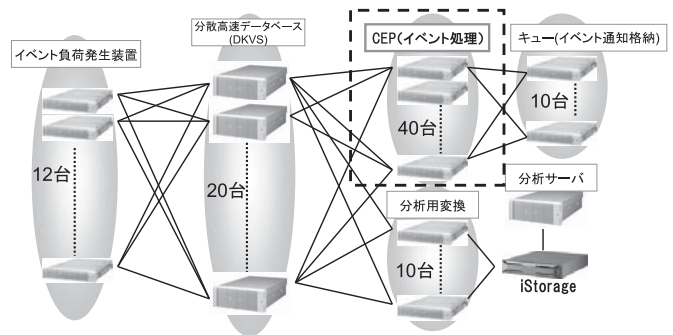 イベント負荷発生装置
12台
分散高速データベース
(DKVS)
20台
CEP(イベント処理)
40台
キュー(イベント通知格納)
10台
分析用変換
10台
分析サーバ
iStorage